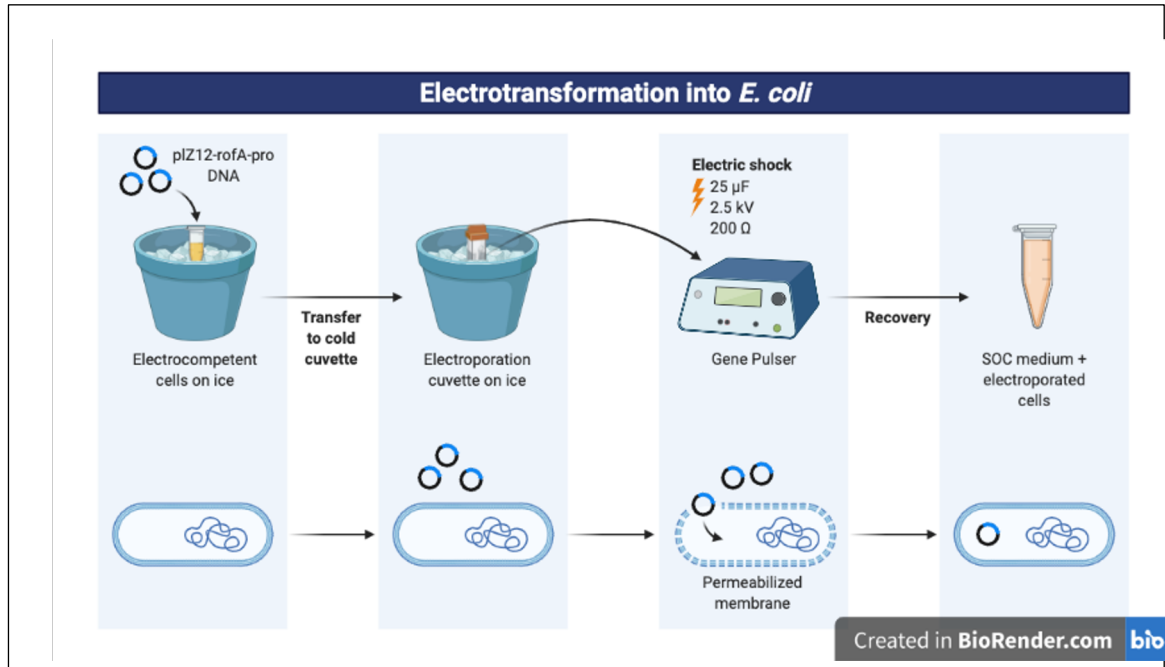 Electrotransformation into E. coli
plZ12-rofA-pro
DNA
Electrocompetent
cells on ice
Transfer
to cold
cuvette
Electroporation
cuvette on ice
Electric shock
25 µF
2.5 kV
200 Ω
Gene Pulser
Recovery
SOC medium +
electroporated
cells
Permeabilized
membrane
Created in BioRender.com bio